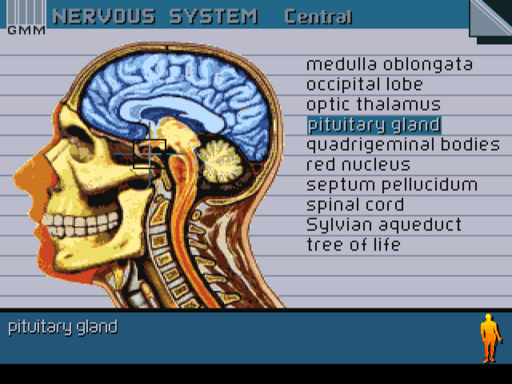 NERVOUS SYSTEM Central
GMM
medulla oblongata
occipital lobe
optic thalamus
pituitary gland
quadrigeminal bodies
red nucleus
septum pellucidum
spinal cord
Sylvian aqueduct
tree of life
pituitary gland